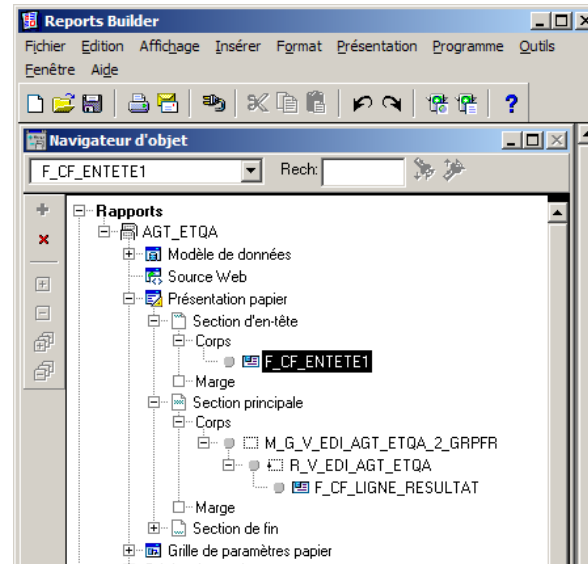 Reports Builder
Fichier Edition Affichage Insérer Format Présentation Programme Outils
Fenêtre Aide
Navigateur d'objet
F_CF_ENTETE1 Rech:
Rapports
AGT_ETQA
Modèle de données
Source Web
Présentation papier
Section d'en-tête
Corps
F_CF_ENTETE1
Marge
Section principale
Corps
M_G_V_EDI_AGT_ETQA_2_GRPFR
R_V_EDI_AGT_ETQA
F_CF_LIGNE_RESULTAT
Marge
Section de fin
Grille de paramètres papier